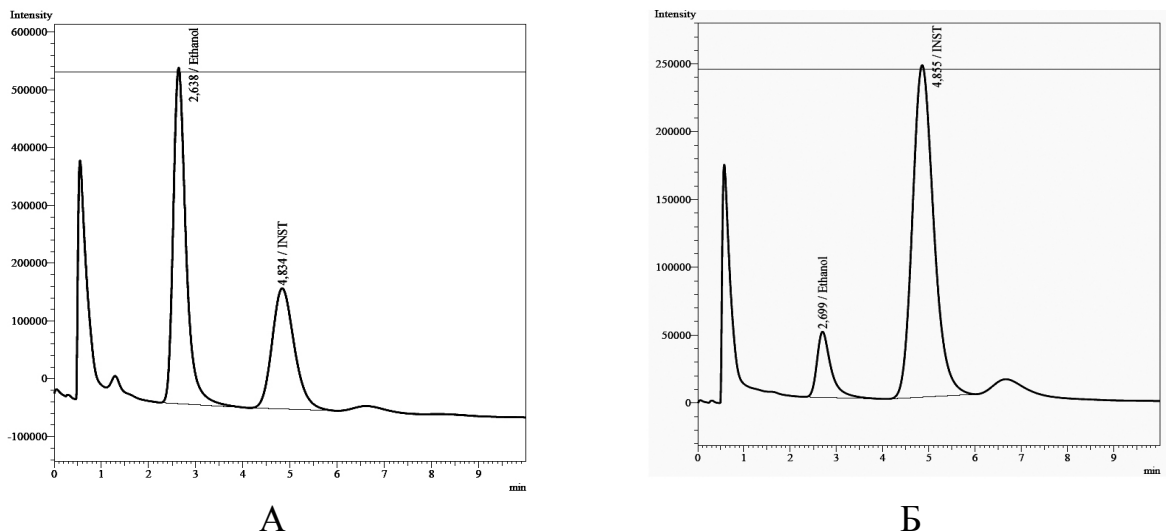 Intensity
600000
500000
400000
300000
200000
100000
0
-100000
2,638 / Ethanol
4,834 / INST
0 1 2 3 4 5 6 7 8 9
min
А
Intensity
250000
200000
150000
100000
50000
0
2,699 / Ethanol
4,855 / INST
0 1 2 3 4 5 6 7 8 9
min
Б